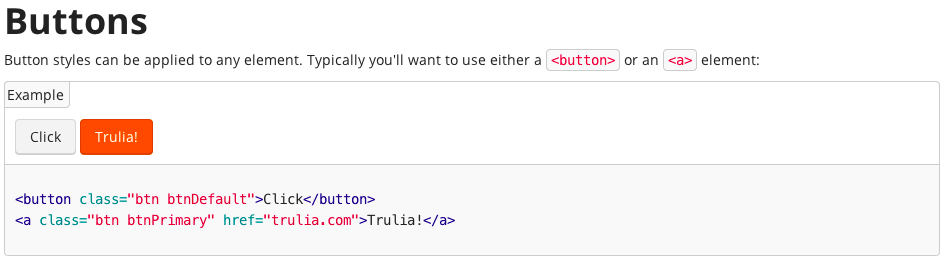 Buttons
Button styles can be applied to any element. Typically you'll want to use either a <button> or an <a> element:
Example
Click Trulia!
<button class="btn btnDefault">Click</button>
<a class="btn btnPrimary" href="trulia.com">Trulia!</a>